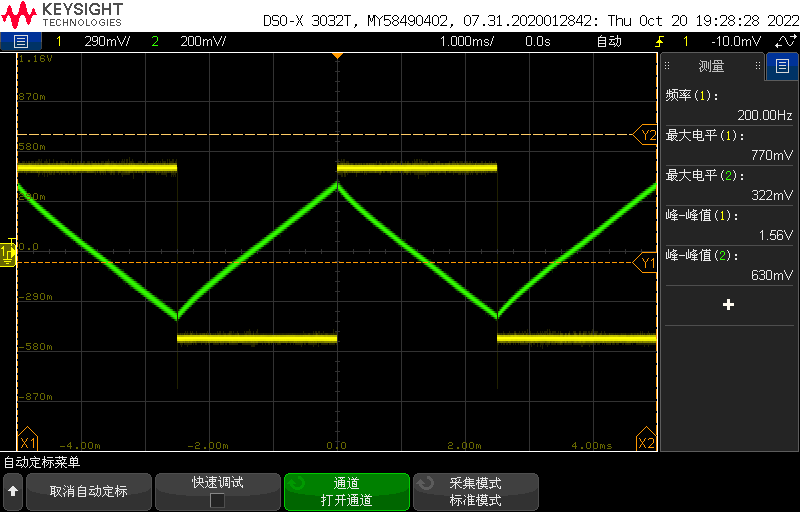 KEYSIGHT
TECHNOLOGIES
DSO-X 3032T, MY58490402, 07.31.2020012842: Thu Oct 20 19:28:28 2022
1 290mV/ 2 200mV/ 1.000ms/ 0.0s 自动 1 -10.0mV
1.16V
870m
580m
290m
0.0
-290m
-580m
-870m
-4.00m -2.00m 0.0 2.00m 4.00ms
Y2
Y1
X1
X2
T
1
测量
频率(1):
200.00Hz
最大电平(1):
770mV
最大电平(2):
322mV
峰-峰值(1):
1.56V
峰-峰值(2):
630mV
+
自动定标菜单
取消自动定标
快速调试
通道
打开通道
采集模式
标准模式